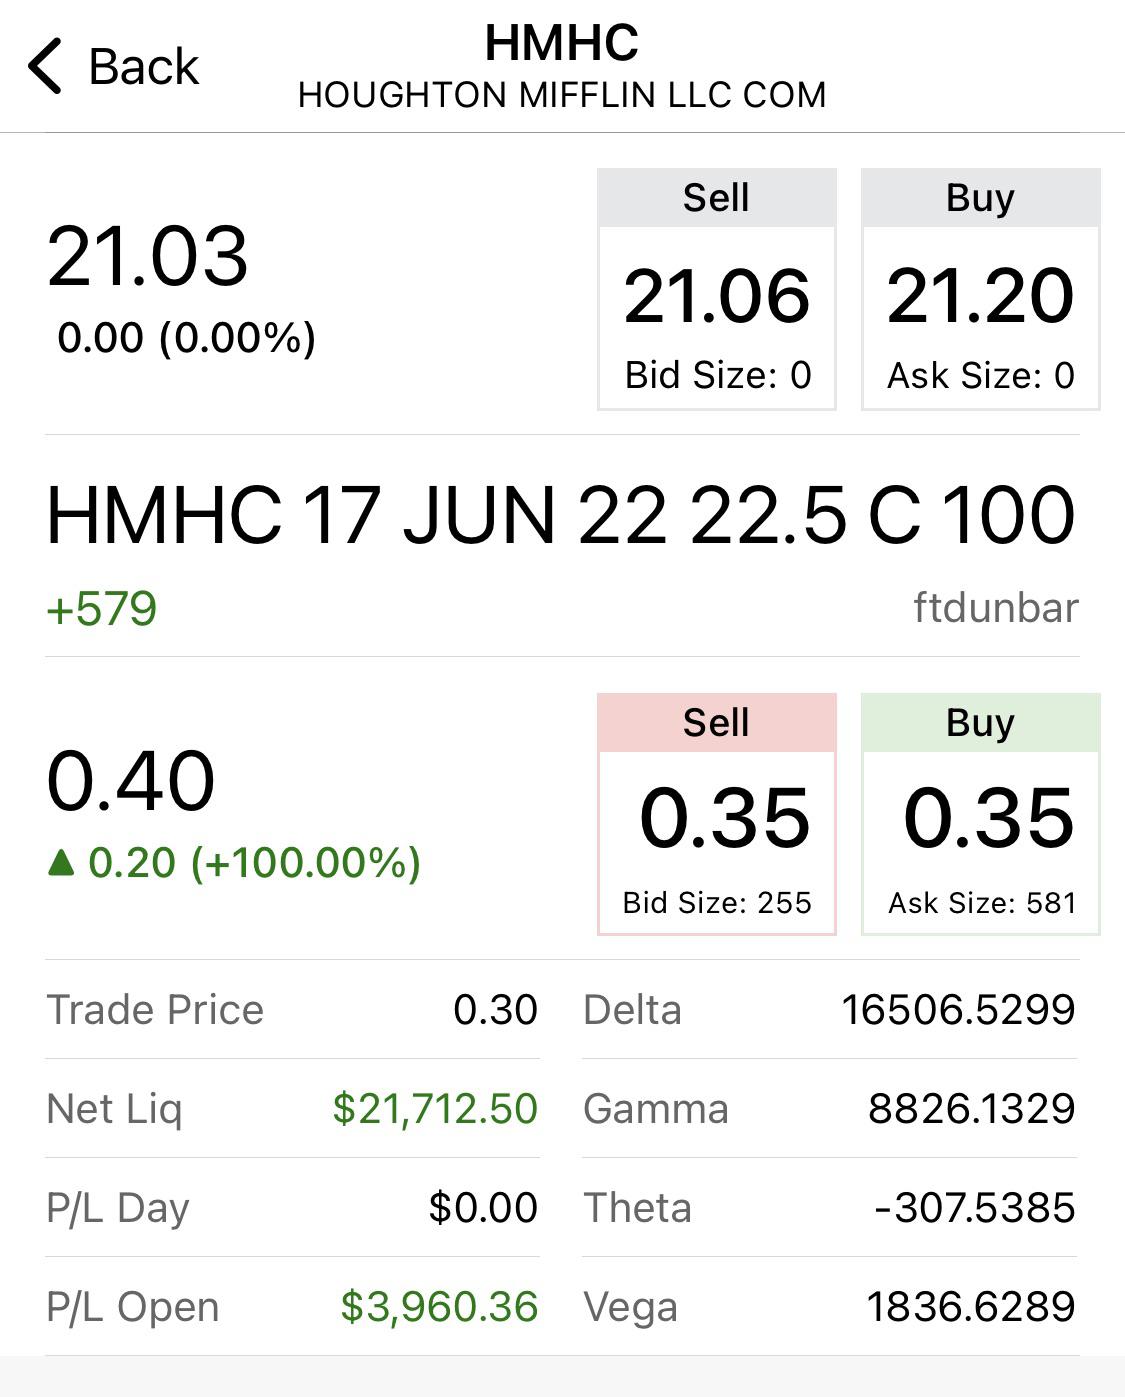 Back
HMHC
HOUGHTON MIFFLIN LLC COM
21.03
0.00 (0.00%)
Sell
21.06
Bid Size: 0
Buy
21.20
Ask Size: 0
HMHC 17 JUN 22 22.5 C 100
+579
ftdunbar
0.40
▲ 0.20 (+100.00%)
Sell
0.35
Bid Size: 255
Buy
0.35
Ask Size: 581
Trade Price 0.30
Delta 16506.5299
Net Liq $21,712.50
Gamma 8826.1329
P/L Day $0.00
Theta -307.5385
P/L Open $3,960.36
Vega 1836.6289